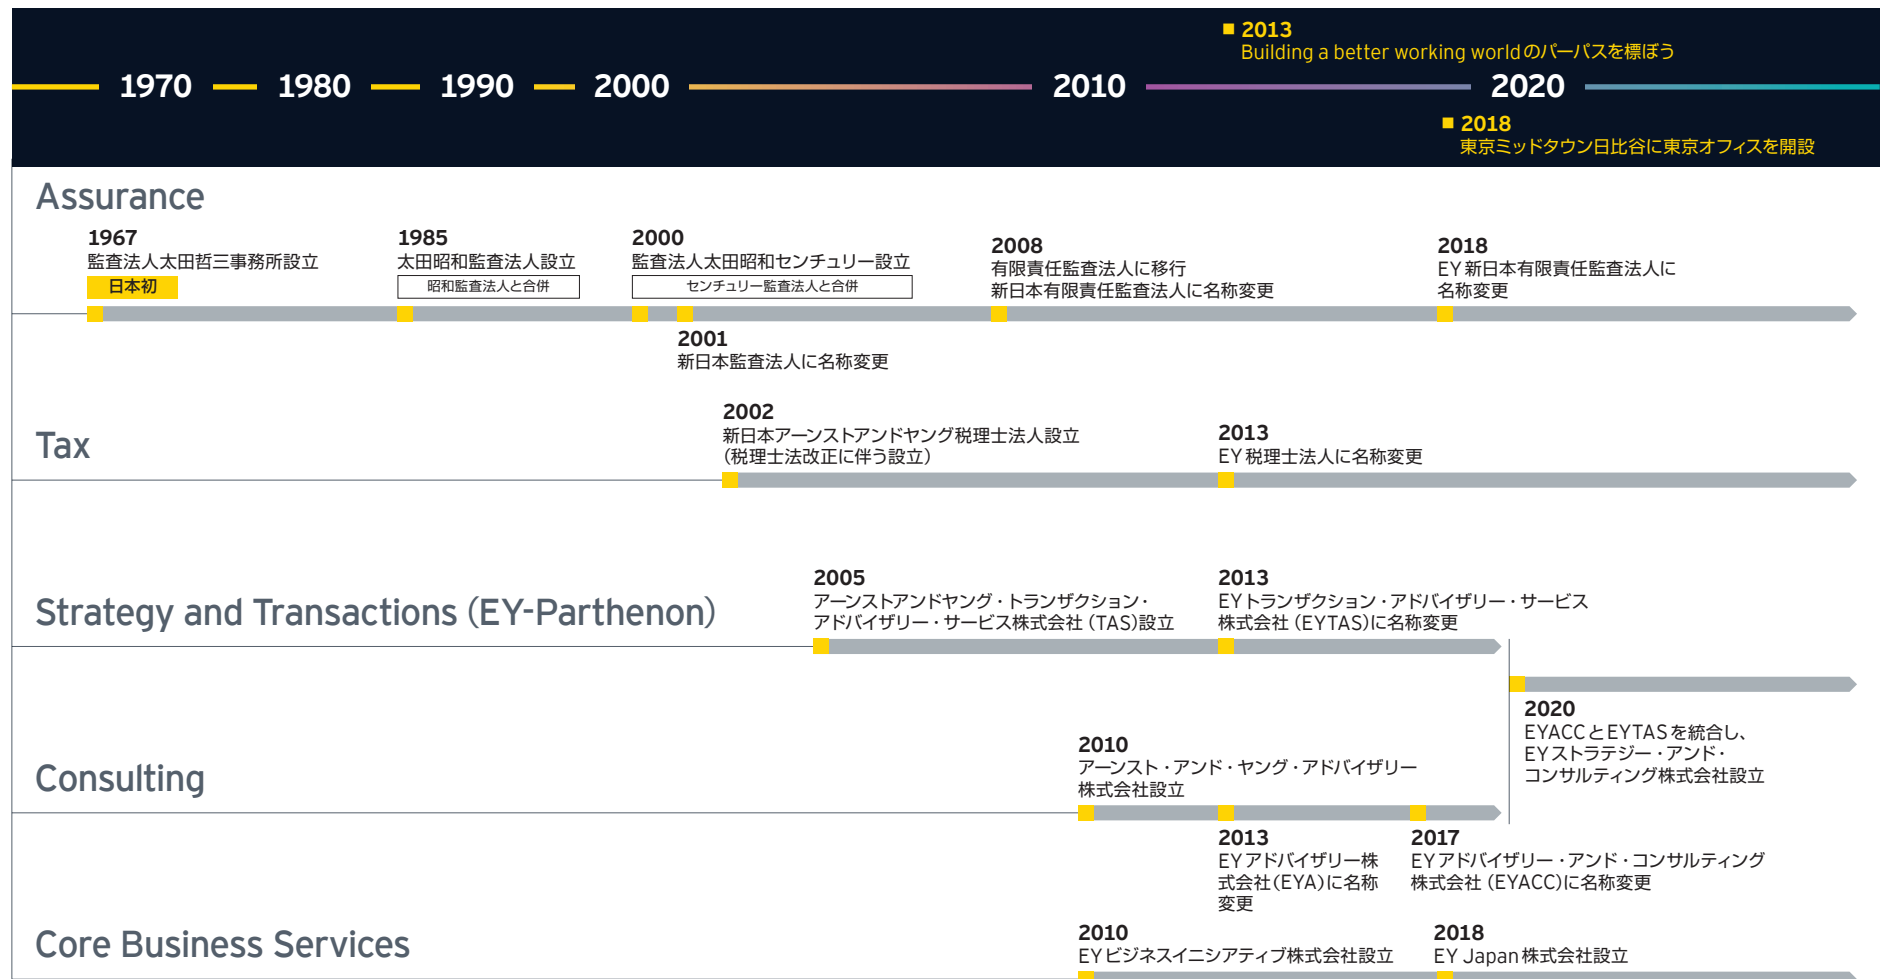 ■ 2013
Building a better working worldのパーパスを標ぼう
1970 1980 1990 2000 2010 2020
■ 2018
東京ミッドタウン日比谷に東京オフィスを開設
Assurance
1967
監査法人太田哲三事務所設立
日本初
1985
太田昭和監査法人設立
昭和監査法人と合併
2000
監査法人太田昭和センチュリー設立
センチュリー監査法人と合併
2001
新日本監査法人に名称変更
2008
有限責任監査法人に移行
新日本有限責任監査法人に名称変更
2018
EY新日本有限責任監査法人に
名称変更
Tax
2002
新日本アーンストアンドヤング税理士法人設立
(税理士法改正に伴う設立)
2013
EY税理士法人に名称変更
Strategy and Transactions (EY-Parthenon)
2005
アーンストアンドヤング・トランザクション・
アドバイザリー・サービス株式会社 (TAS)設立
2013
EYトランザクション・アドバイザリー・サービス
株式会社 (EYTAS)に名称変更
2020
EYACCとEYTASを統合し、
EYストラテジー・アンド・
コンサルティング株式会社設立
Consulting
2010
アーンスト・アンド・ヤング・アドバイザリー
株式会社設立
2013
EYアドバイザリー株
式会社(EYA)に名称
変更
2017
EYアドバイザリー・アンド・コンサルティング
株式会社 (EYACC)に名称変更
Core Business Services
2010
EYビジネスイニシアティブ株式会社設立
2018
EY Japan株式会社設立